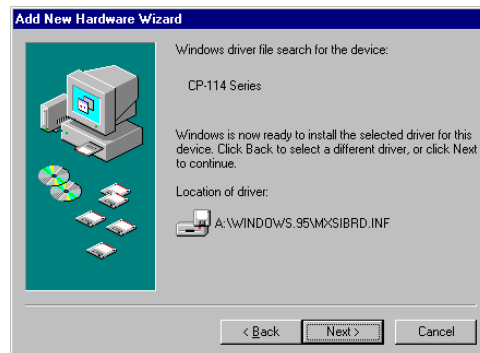 Add New Hardware Wizard
Windows driver file search for the device:
CP-114 Series
Windows is now ready to install the selected driver for this
device. Click Back to select a different driver, or click Next
to continue.
Location of driver:
A:\WINDOWS.95\MXSIBRD.INF
< Back
Next >
Cancel